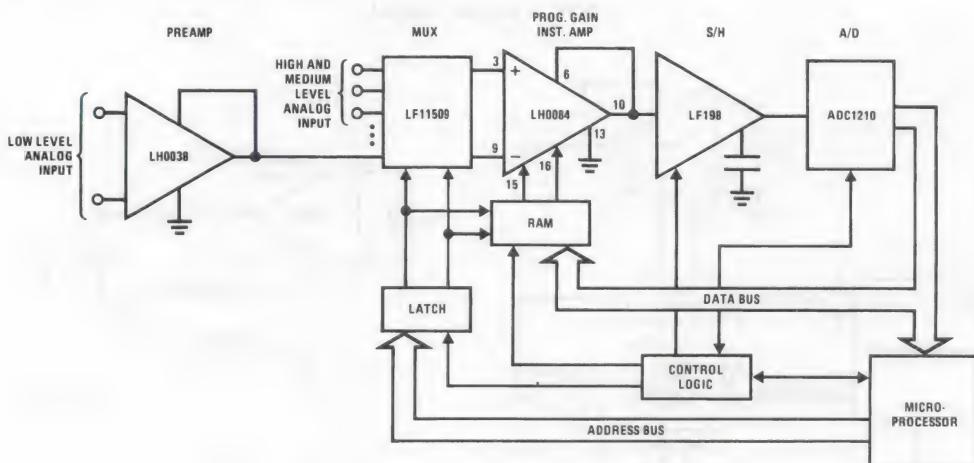 PREAMP
MUX
PROG. GAIN
INST. AMP
S/H
A/D
HIGH AND
MEDIUM
LEVEL
ANALOG
INPUT
LOW LEVEL
ANALOG
INPUT
LH0038
LF11509
3
9
+
−
6
LH0084
10
13
15
16
LF198
ADC1210
RAM
LATCH
DATA BUS
CONTROL
LOGIC
ADDRESS BUS
MICRO-
PROCESSOR